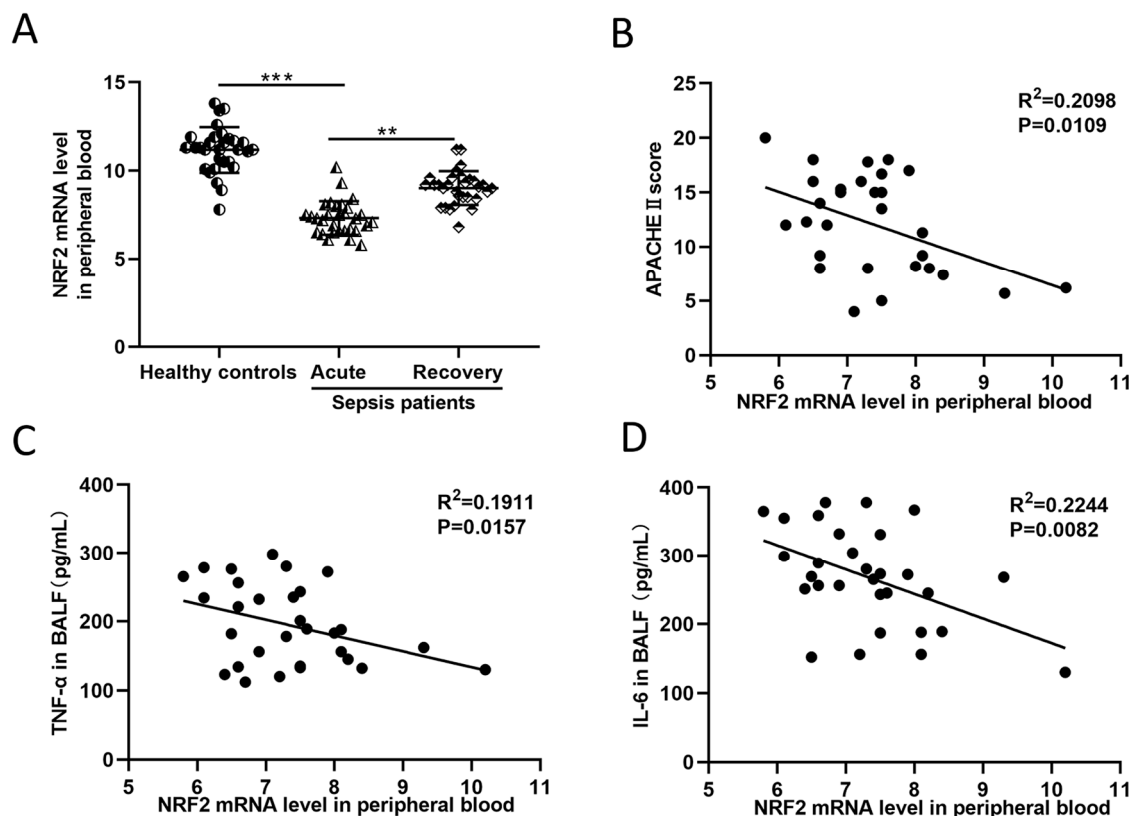 A
NRF2 mRNA level
in peripheral blood
15
10
5
0
***
**
Healthy controls
Acute
Recovery
Sepsis patients
B
APACHE Ⅱ score
25
20
15
10
5
0
R²=0.2098
P=0.0109
5 6 7 8 9 10 11
NRF2 mRNA level in peripheral blood
C
TNF-α in BALF (pg/mL)
400
300
200
100
0
R²=0.1911
P=0.0157
5 6 7 8 9 10 11
NRF2 mRNA level in peripheral blood
D
IL-6 in BALF (pg/mL)
400
300
200
100
0
R²=0.2244
P=0.0082
5 6 7 8 9 10 11
NRF2 mRNA level in peripheral blood